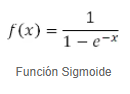 f(x) = 1 / (1 − e^{-x})
Función Sigmoide